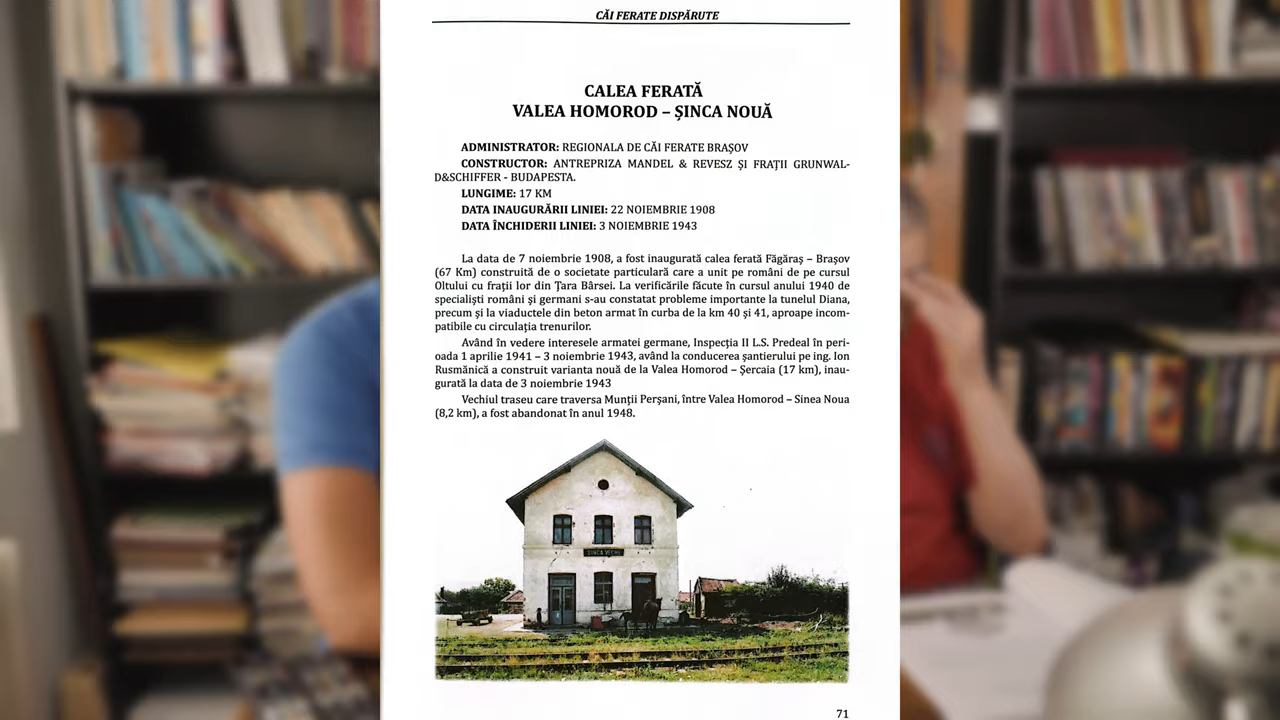 CĂI FERATE DISPĂRUTE
CALEA FERATĂ
VALEA HOMOROD – ȘINCA NOUĂ
ADMINISTRATOR: REGIONALA DE CĂI FERATE BRAȘOV
CONSTRUCTOR: ANTREPRIZA MANDEL & REVESZ ȘI FRAȚII GRUNWAL-
D&SCHIFFER - BUDAPESTA.
LUNGIME: 17 KM
DATA INAUGURĂRII LINIEI: 22 NOIEMBRIE 1908
DATA ÎNCHIDERII LINIEI: 3 NOIEMBRIE 1943
La data de 7 noiembrie 1908, a fost inaugurată calea ferată Făgăraș – Brașov
(67 Km) construită de o societate particulară care a unit pe români de pe cursul
Oltului cu frații lor din Țara Bârsei. La verificările făcute în cursul anului 1940 de
specialiști români și germani s-au constatat probleme importante la tunelul Diana,
precum și la viaductele din beton armat în curba de la km 40 și 41, aproape incom-
patibile cu circulația trenurilor.
Având în vedere interesele armatei germane, Inspecția II L.S. Predeal în peri-
oada 1 aprilie 1941 – 3 noiembrie 1943, având la conducerea șantierului pe ing. Ion
Rusmănică a construit varianta nouă de la Valea Homorod – Șercaia (17 km), inau-
gurată la data de 3 noiembrie 1943
Vechiul traseu care traversa Munții Perșani, între Valea Homorod – Sinea Noua
(8,2 km), a fost abandonat în anul 1948.
ȘINCA VECHE
71